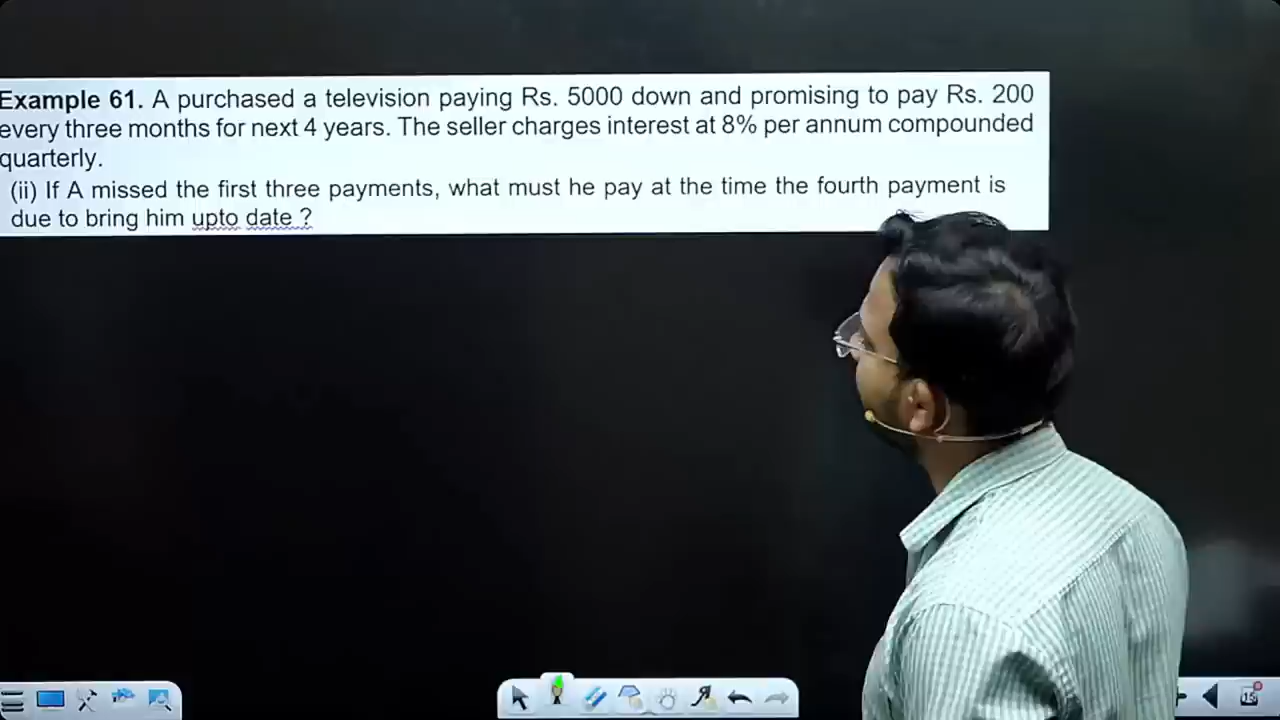 Example 61. A purchased a television paying Rs. 5000 down and promising to pay Rs. 200
every three months for next 4 years. The seller charges interest at 8% per annum compounded
quarterly.
(ii) If A missed the first three payments, what must he pay at the time the fourth payment is
due to bring him upto date ?
15